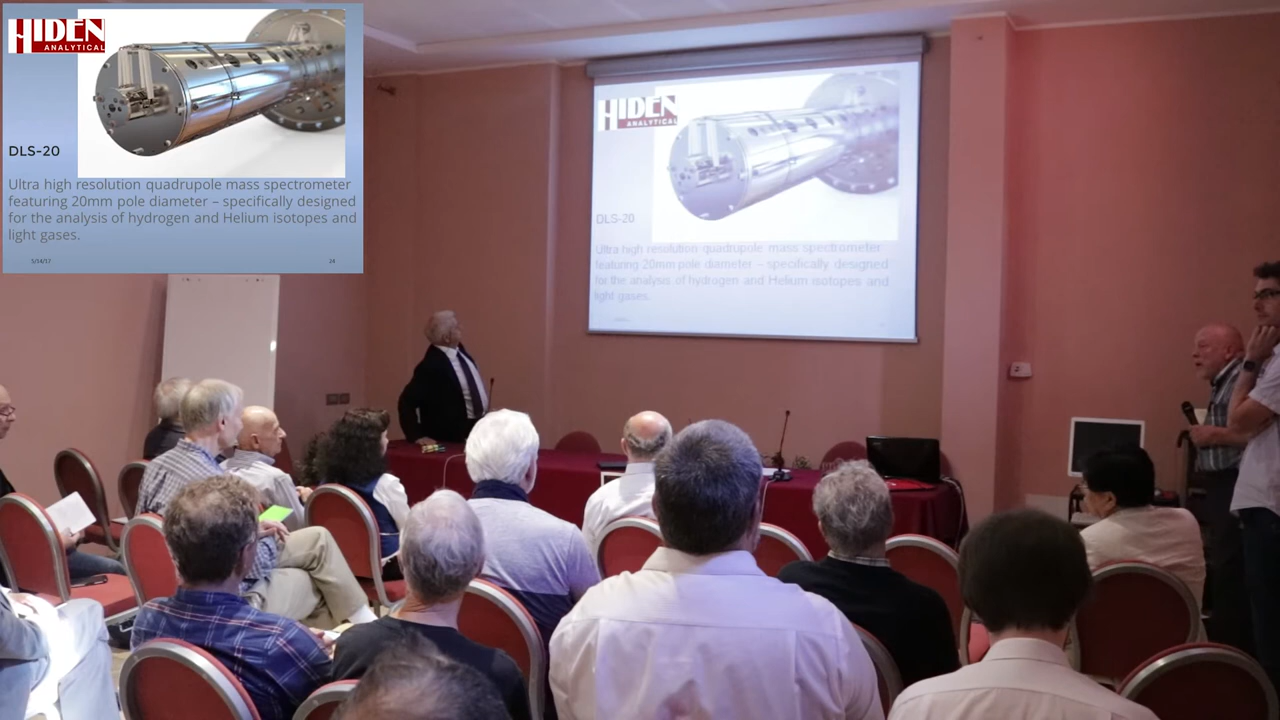 HIDEN
ANALYTICAL
DLS-20
Ultra high resolution quadrupole mass spectrometer
featuring 20mm pole diameter – specifically designed
for the analysis of hydrogen and Helium isotopes and
light gases.
5/14/17
24
HIDEN
ANALYTICAL
DLS-20
Ultra high resolution quadrupole mass spectrometer
featuring 20mm pole diameter – specifically designed
for the analysis of hydrogen and Helium isotopes and
light gases.